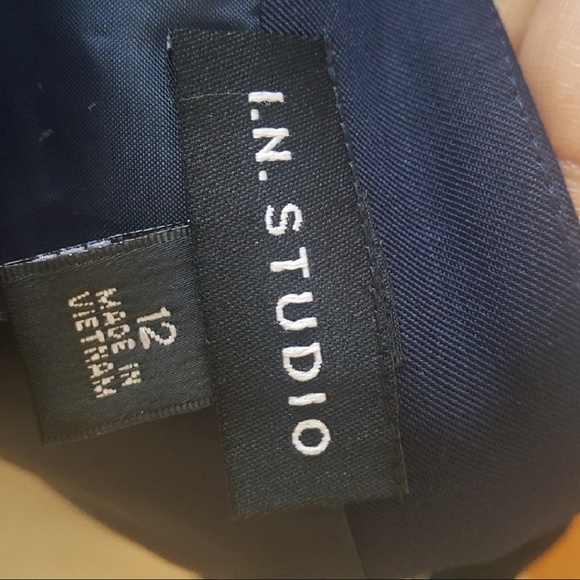 I.N. STUDIO
12
MADE IN
VIETNAM